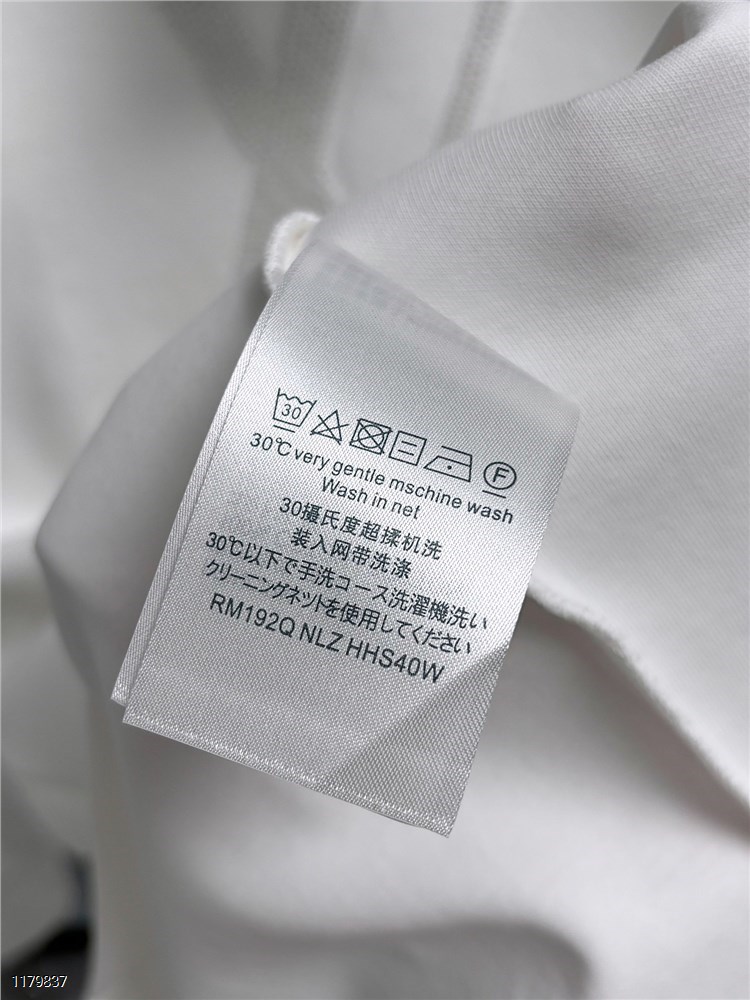 30
F
30℃ very gentle mschine wash
Wash in net
30摄氏度超揉机洗
装入网带洗涤
30℃以下で手洗コース洗濯機洗い
クリーニングネットを使用してください
RM192Q NLZ HHS40W
1179837